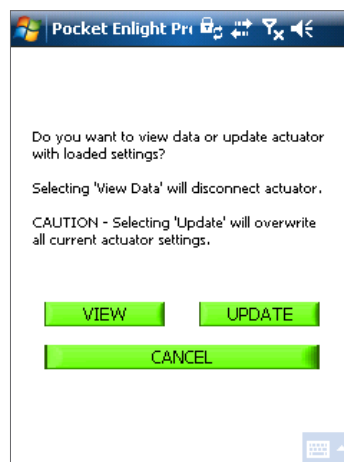 Pocket Enlight Pr
Do you want to view data or update actuator
with loaded settings?
Selecting 'View Data' will disconnect actuator.
CAUTION - Selecting 'Update' will overwrite
all current actuator settings.
VIEW
UPDATE
CANCEL